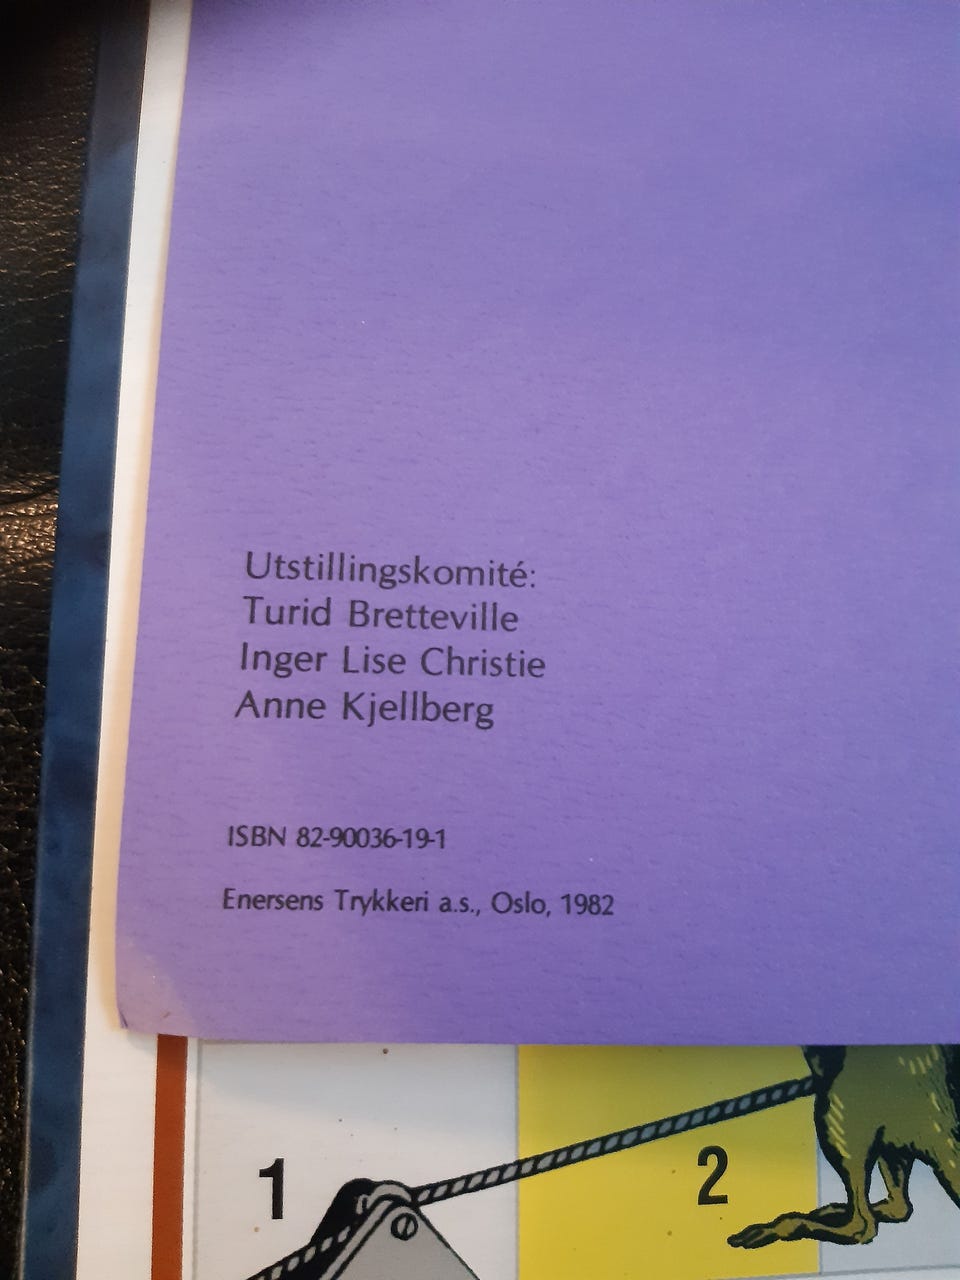 Utstillingskomité:
Turid Bretteville
Inger Lise Christie
Anne Kjellberg
ISBN 82-90036-19-1
Enersens Trykkeri a.s., Oslo, 1982
1
2